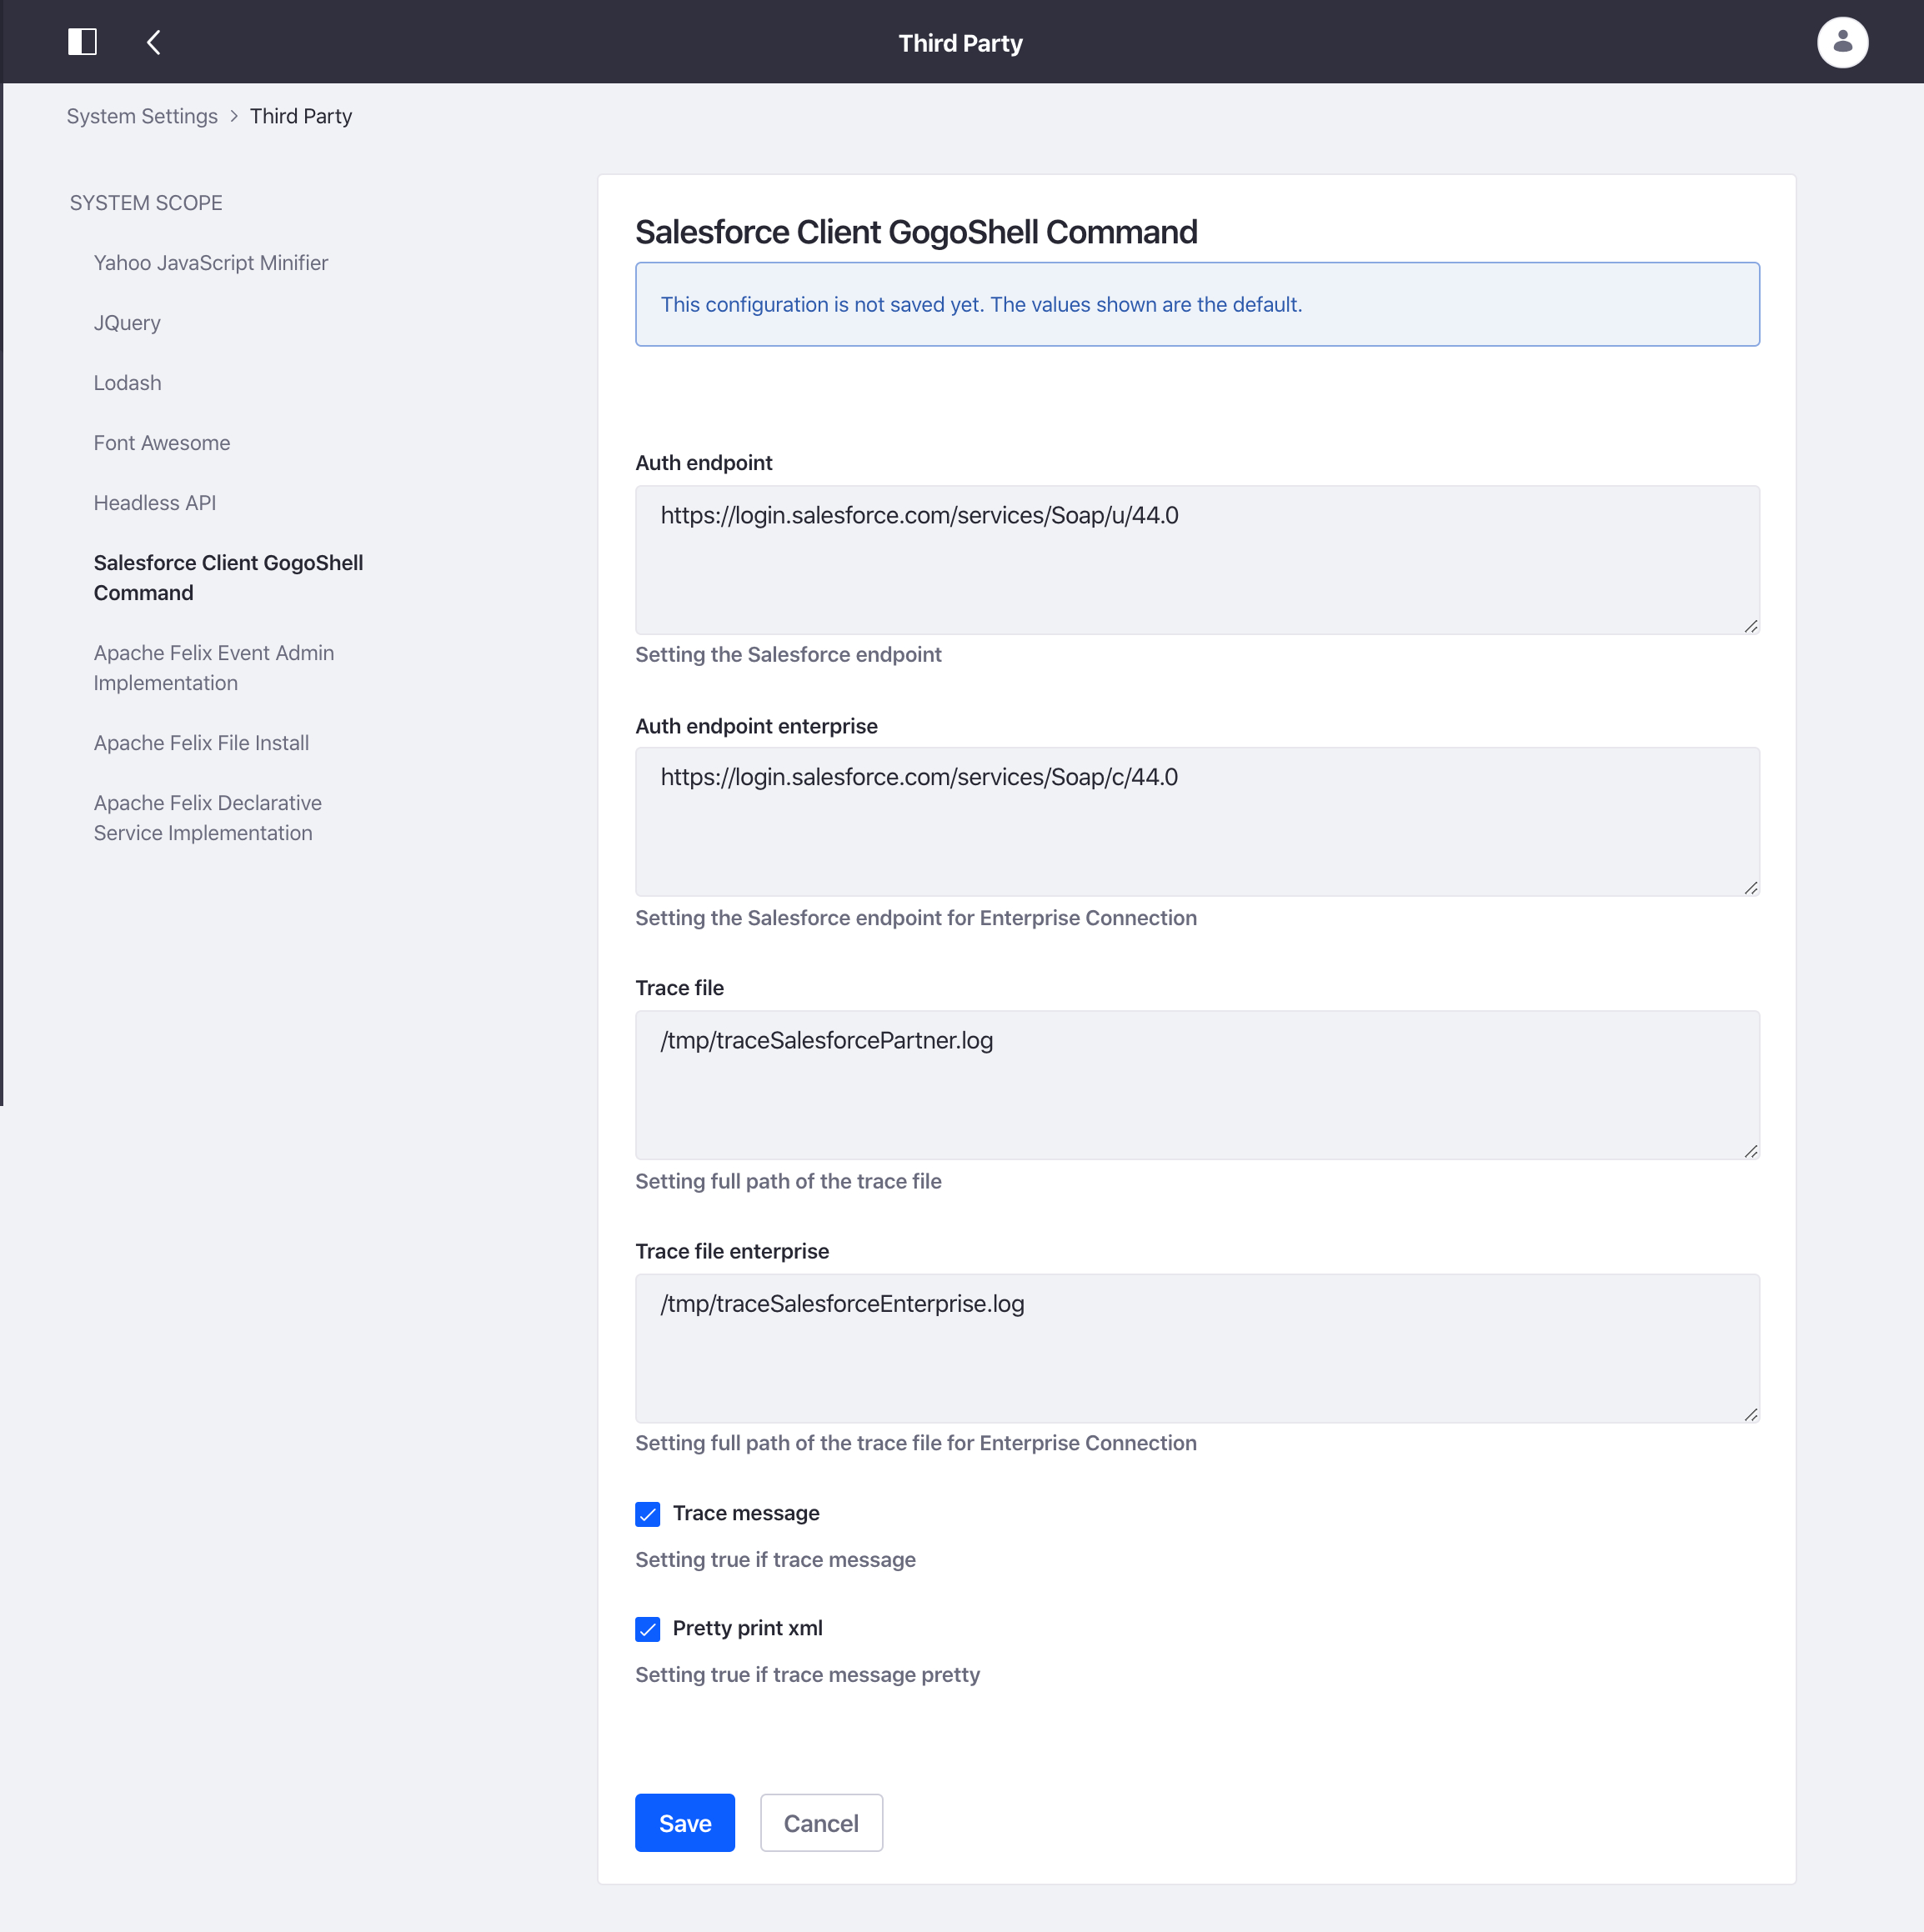 Third Party
System Settings > Third Party
SYSTEM SCOPE
Yahoo JavaScript Minifier
JQuery
Lodash
Font Awesome
Headless API
Salesforce Client GogoShell
Command
Apache Felix Event Admin
Implementation
Apache Felix File Install
Apache Felix Declarative
Service Implementation
Salesforce Client GogoShell Command
This configuration is not saved yet. The values shown are the default.
Auth endpoint
https://login.salesforce.com/services/Soap/u/44.0
Setting the Salesforce endpoint
Auth endpoint enterprise
https://login.salesforce.com/services/Soap/c/44.0
Setting the Salesforce endpoint for Enterprise Connection
Trace file
/tmp/traceSalesforcePartner.log
Setting full path of the trace file
Trace file enterprise
/tmp/traceSalesforceEnterprise.log
Setting full path of the trace file for Enterprise Connection
Trace message
Setting true if trace message
Pretty print xml
Setting true if trace message pretty
Save
Cancel